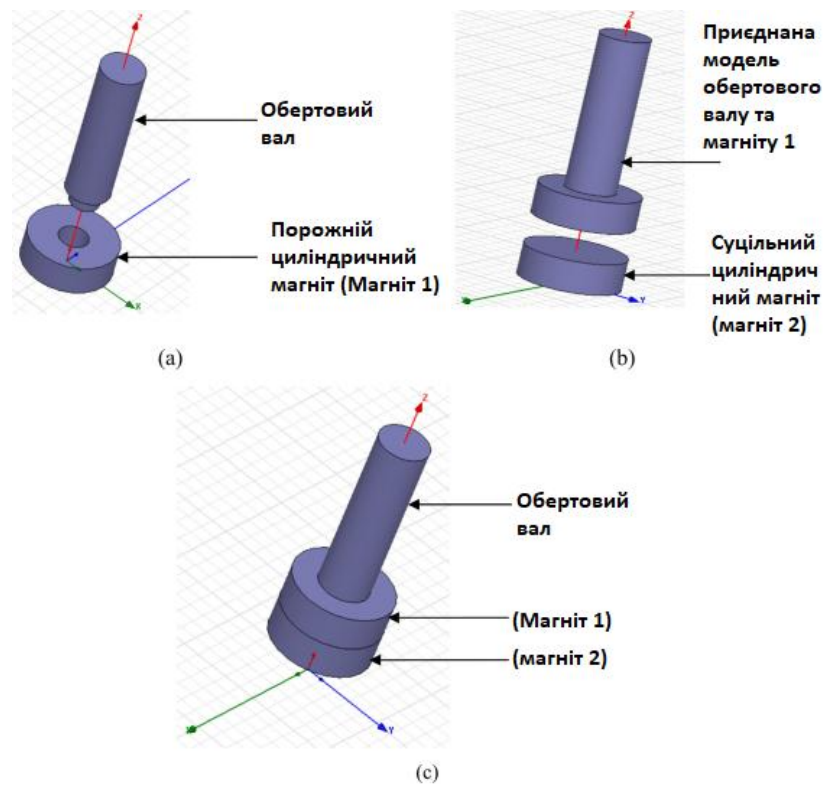 Z
Обертовий
вал
Порожній
циліндричний
магніт (Магніт 1)
X
(a)
Z
Приєднана
модель
обертового
валу та
магніту 1
Суцільний
циліндрич
ний магніт
(магніт 2)
X
Y
(b)
Z
Обертовий
вал
(Магніт 1)
(магніт 2)
X
Y
(c)